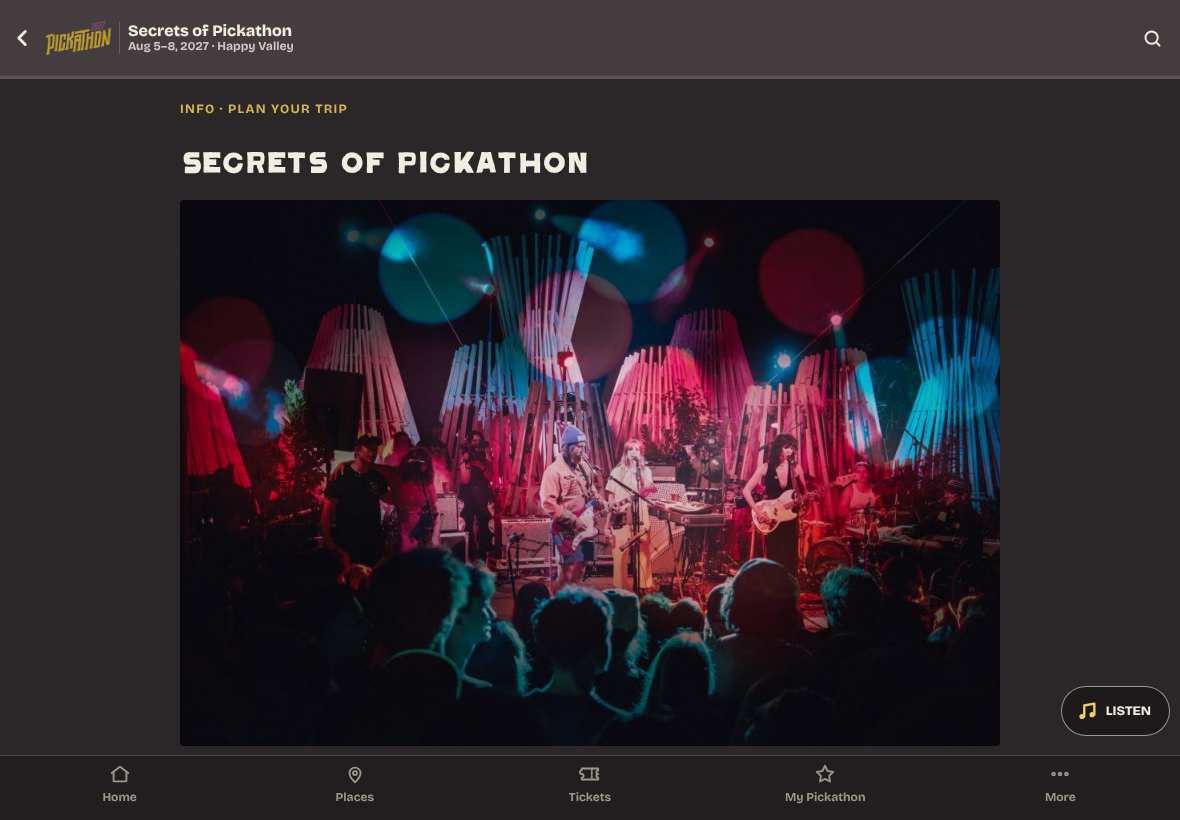 PICKATHON
Secrets of Pickathon
Aug 5–8, 2027 · Happy Valley
INFO · PLAN YOUR TRIP
SECRETS OF PICKATHON
LISTEN
Home
Places
Tickets
My Pickathon
More